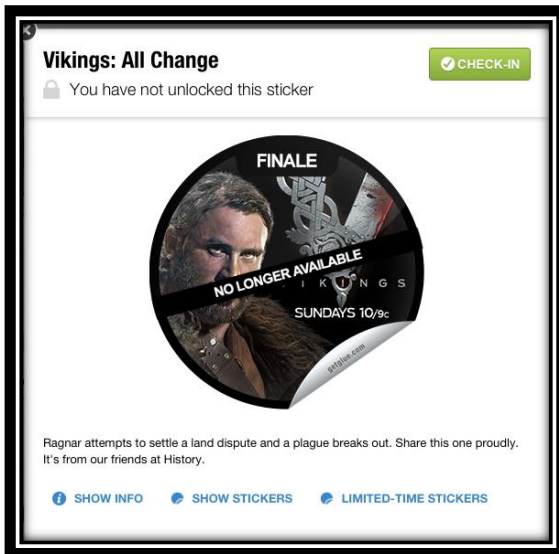 Vikings: All Change
CHECK-IN
You have not unlocked this sticker
FINALE
NO LONGER AVAILABLE
VIKINGS
SUNDAYS 10/9c
getglue.com
Ragnar attempts to settle a land dispute and a plague breaks out. Share this one proudly.
It's from our friends at History.
SHOW INFO
SHOW STICKERS
LIMITED-TIME STICKERS